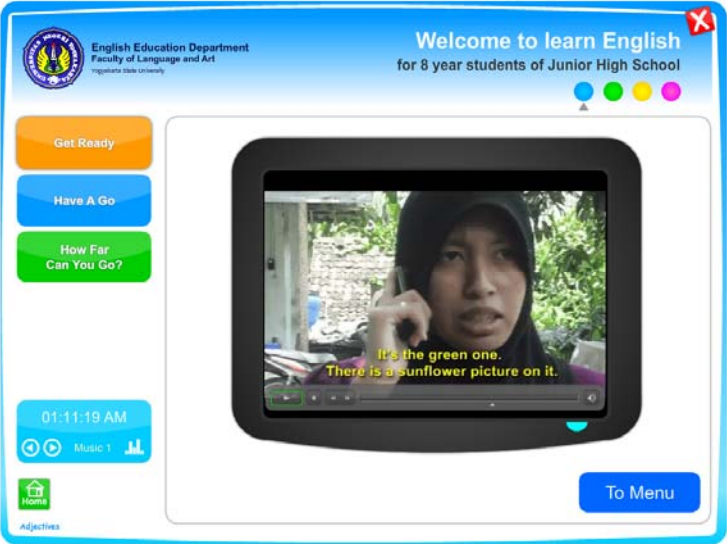 English Education Department
Faculty of Language and Art
Yogyakarta State University
Welcome to learn English
for 8 year students of Junior High School
Get Ready
Have A Go
How Far
Can You Go?
It's the green one.
There is a sunflower picture on it.
01:11:19 AM
Music 1
Home
Adjectives
To Menu